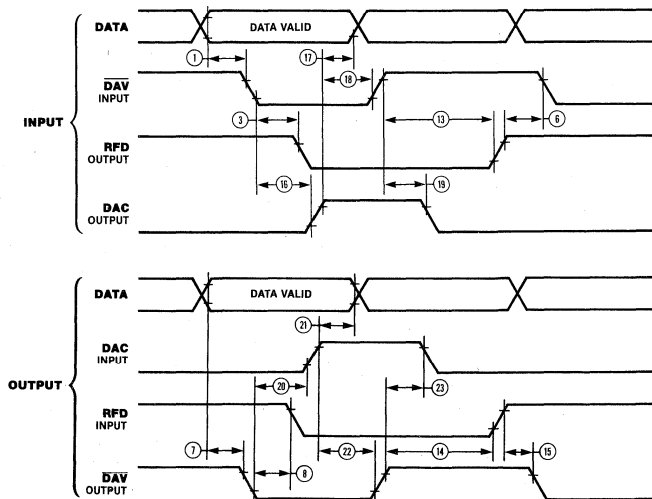 DATA
DATA VALID
1
17
18
DAV
INPUT
INPUT
3
13
6
RFD
OUTPUT
16
19
DAC
OUTPUT
DATA
DATA VALID
21
DAC
INPUT
20
23
OUTPUT
RFD
INPUT
7
8
22
14
15
DAV
OUTPUT